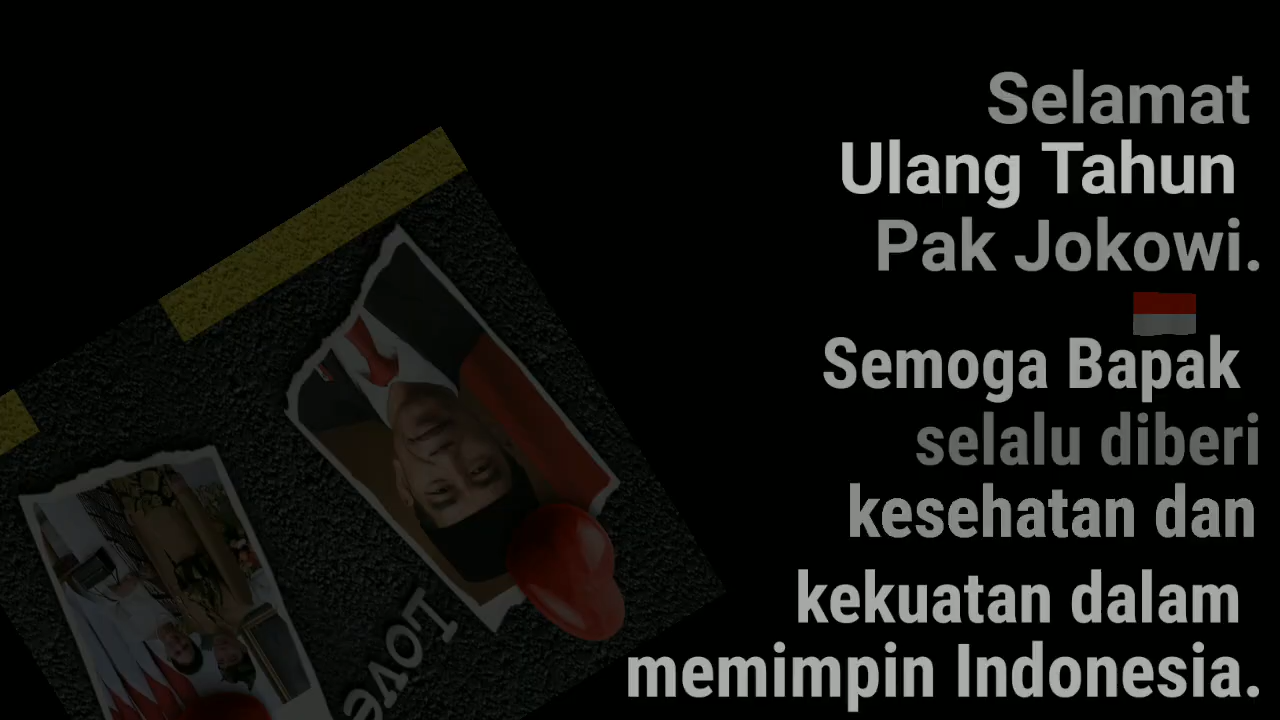 Selamat
Ulang Tahun
Pak Jokowi.
Semoga Bapak
selalu diberi
kesehatan dan
kekuatan dalam
memimpin Indonesia.
Love